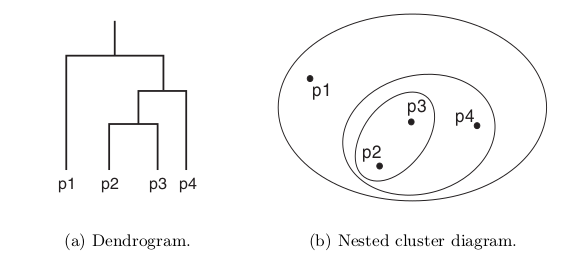 p1 p2 p3 p4
p1
p3
p4
p2
(a) Dendrogram.
(b) Nested cluster diagram.